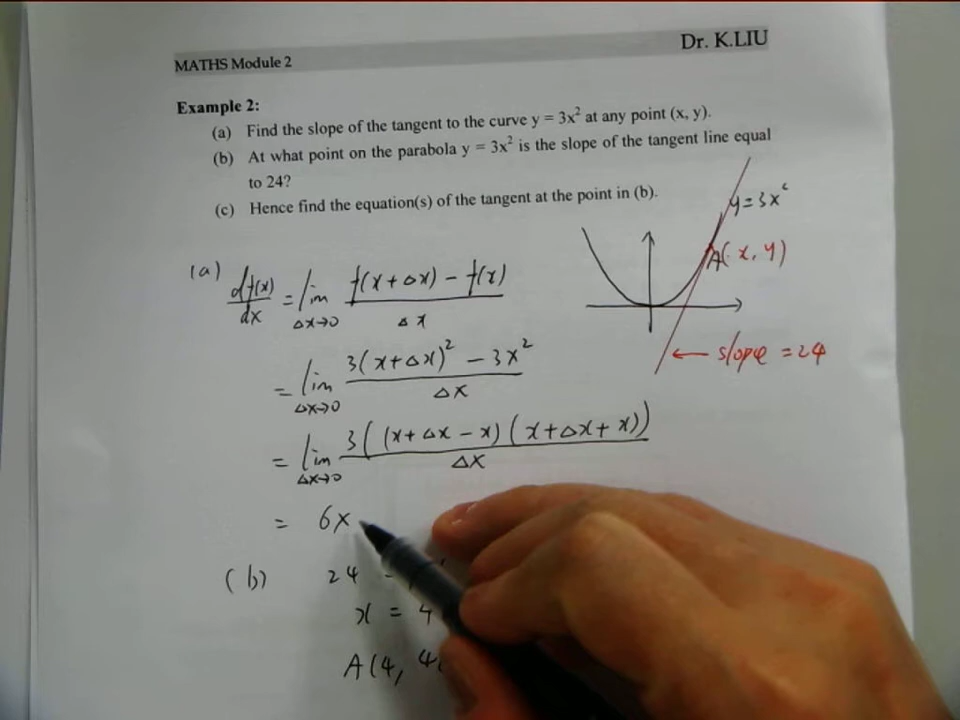 Dr. K.LIU
MATHS Module 2
Example 2:
(a) Find the slope of the tangent to the curve y = 3x² at any point (x, y).
(b) At what point on the parabola y = 3x² is the slope of the tangent line equal
to 24?
(c) Hence find the equation(s) of the tangent at the point in (b).
y = 3x²
A(x, y)
← slope = 24
(a) df(x)/dx = lim Δx→0 f(x+Δx) - f(x) / Δx
= lim Δx→0 3(x+Δx)² - 3x² / Δx
= lim Δx→0 3((x+Δx-x)(x+Δx+x)) / Δx
= 6x
(b) 24
x = 4
A(4, 4